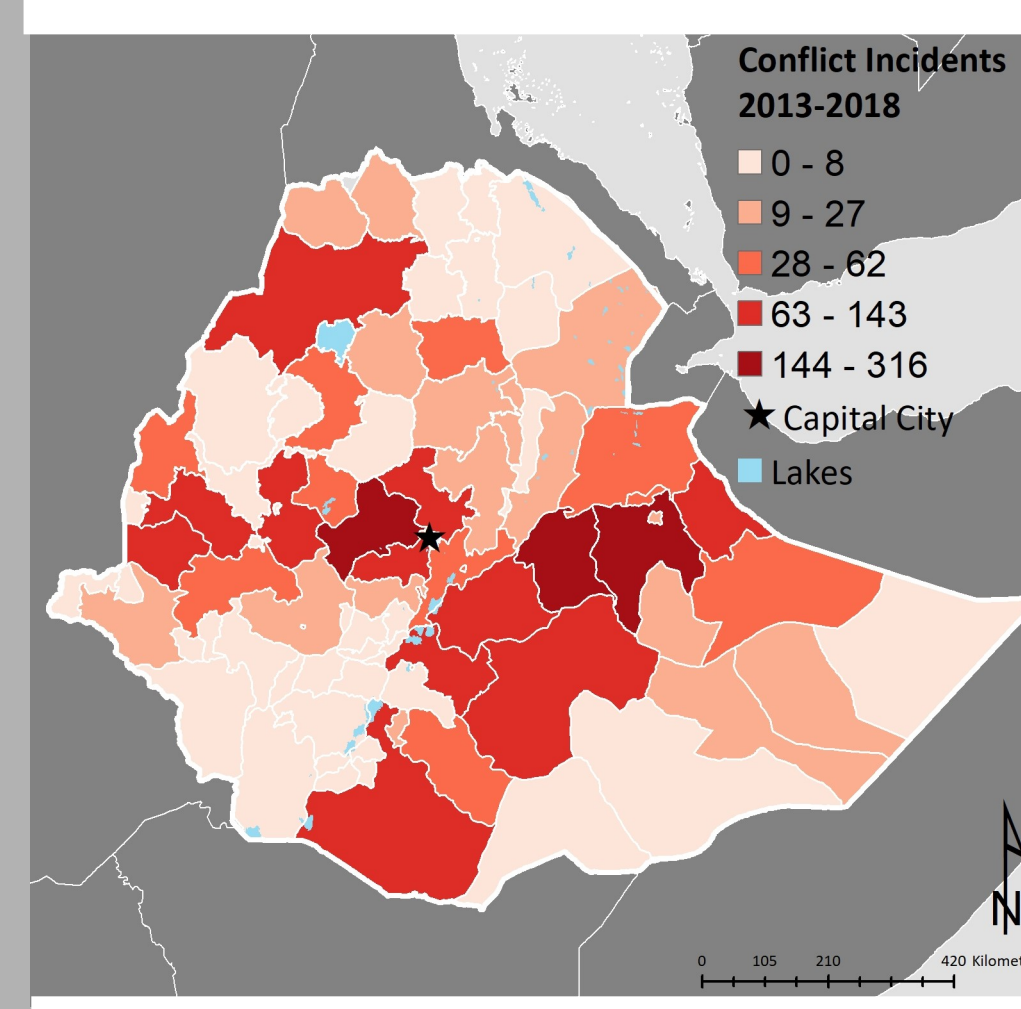 Conflict Incidents
2013-2018
0 - 8
9 - 27
28 - 62
63 - 143
144 - 316
Capital City
Lakes
N
0 105 210 420 Kilomet